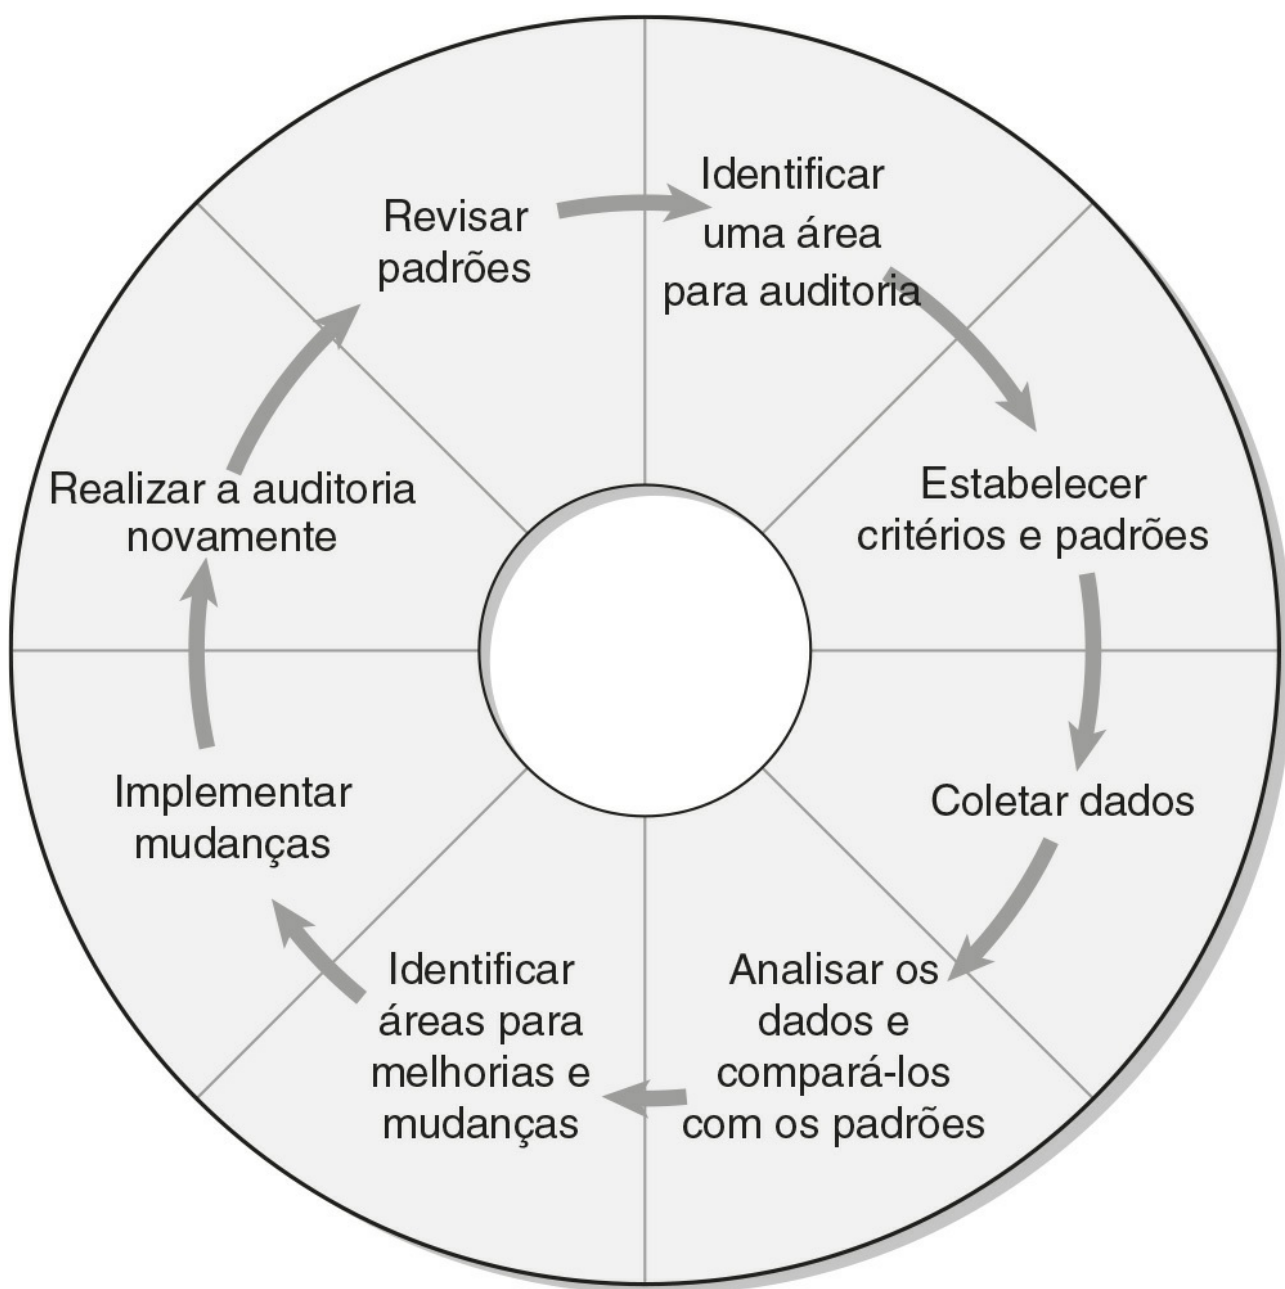 Identificar
uma área
para auditoria
Estabelecer
critérios e padrões
Coletar dados
Analisar os
dados e
compará-los
com os padrões
Identificar
áreas para
melhorias e
mudanças
Implementar
mudanças
Realizar a auditoria
novamente
Revisar
padrões